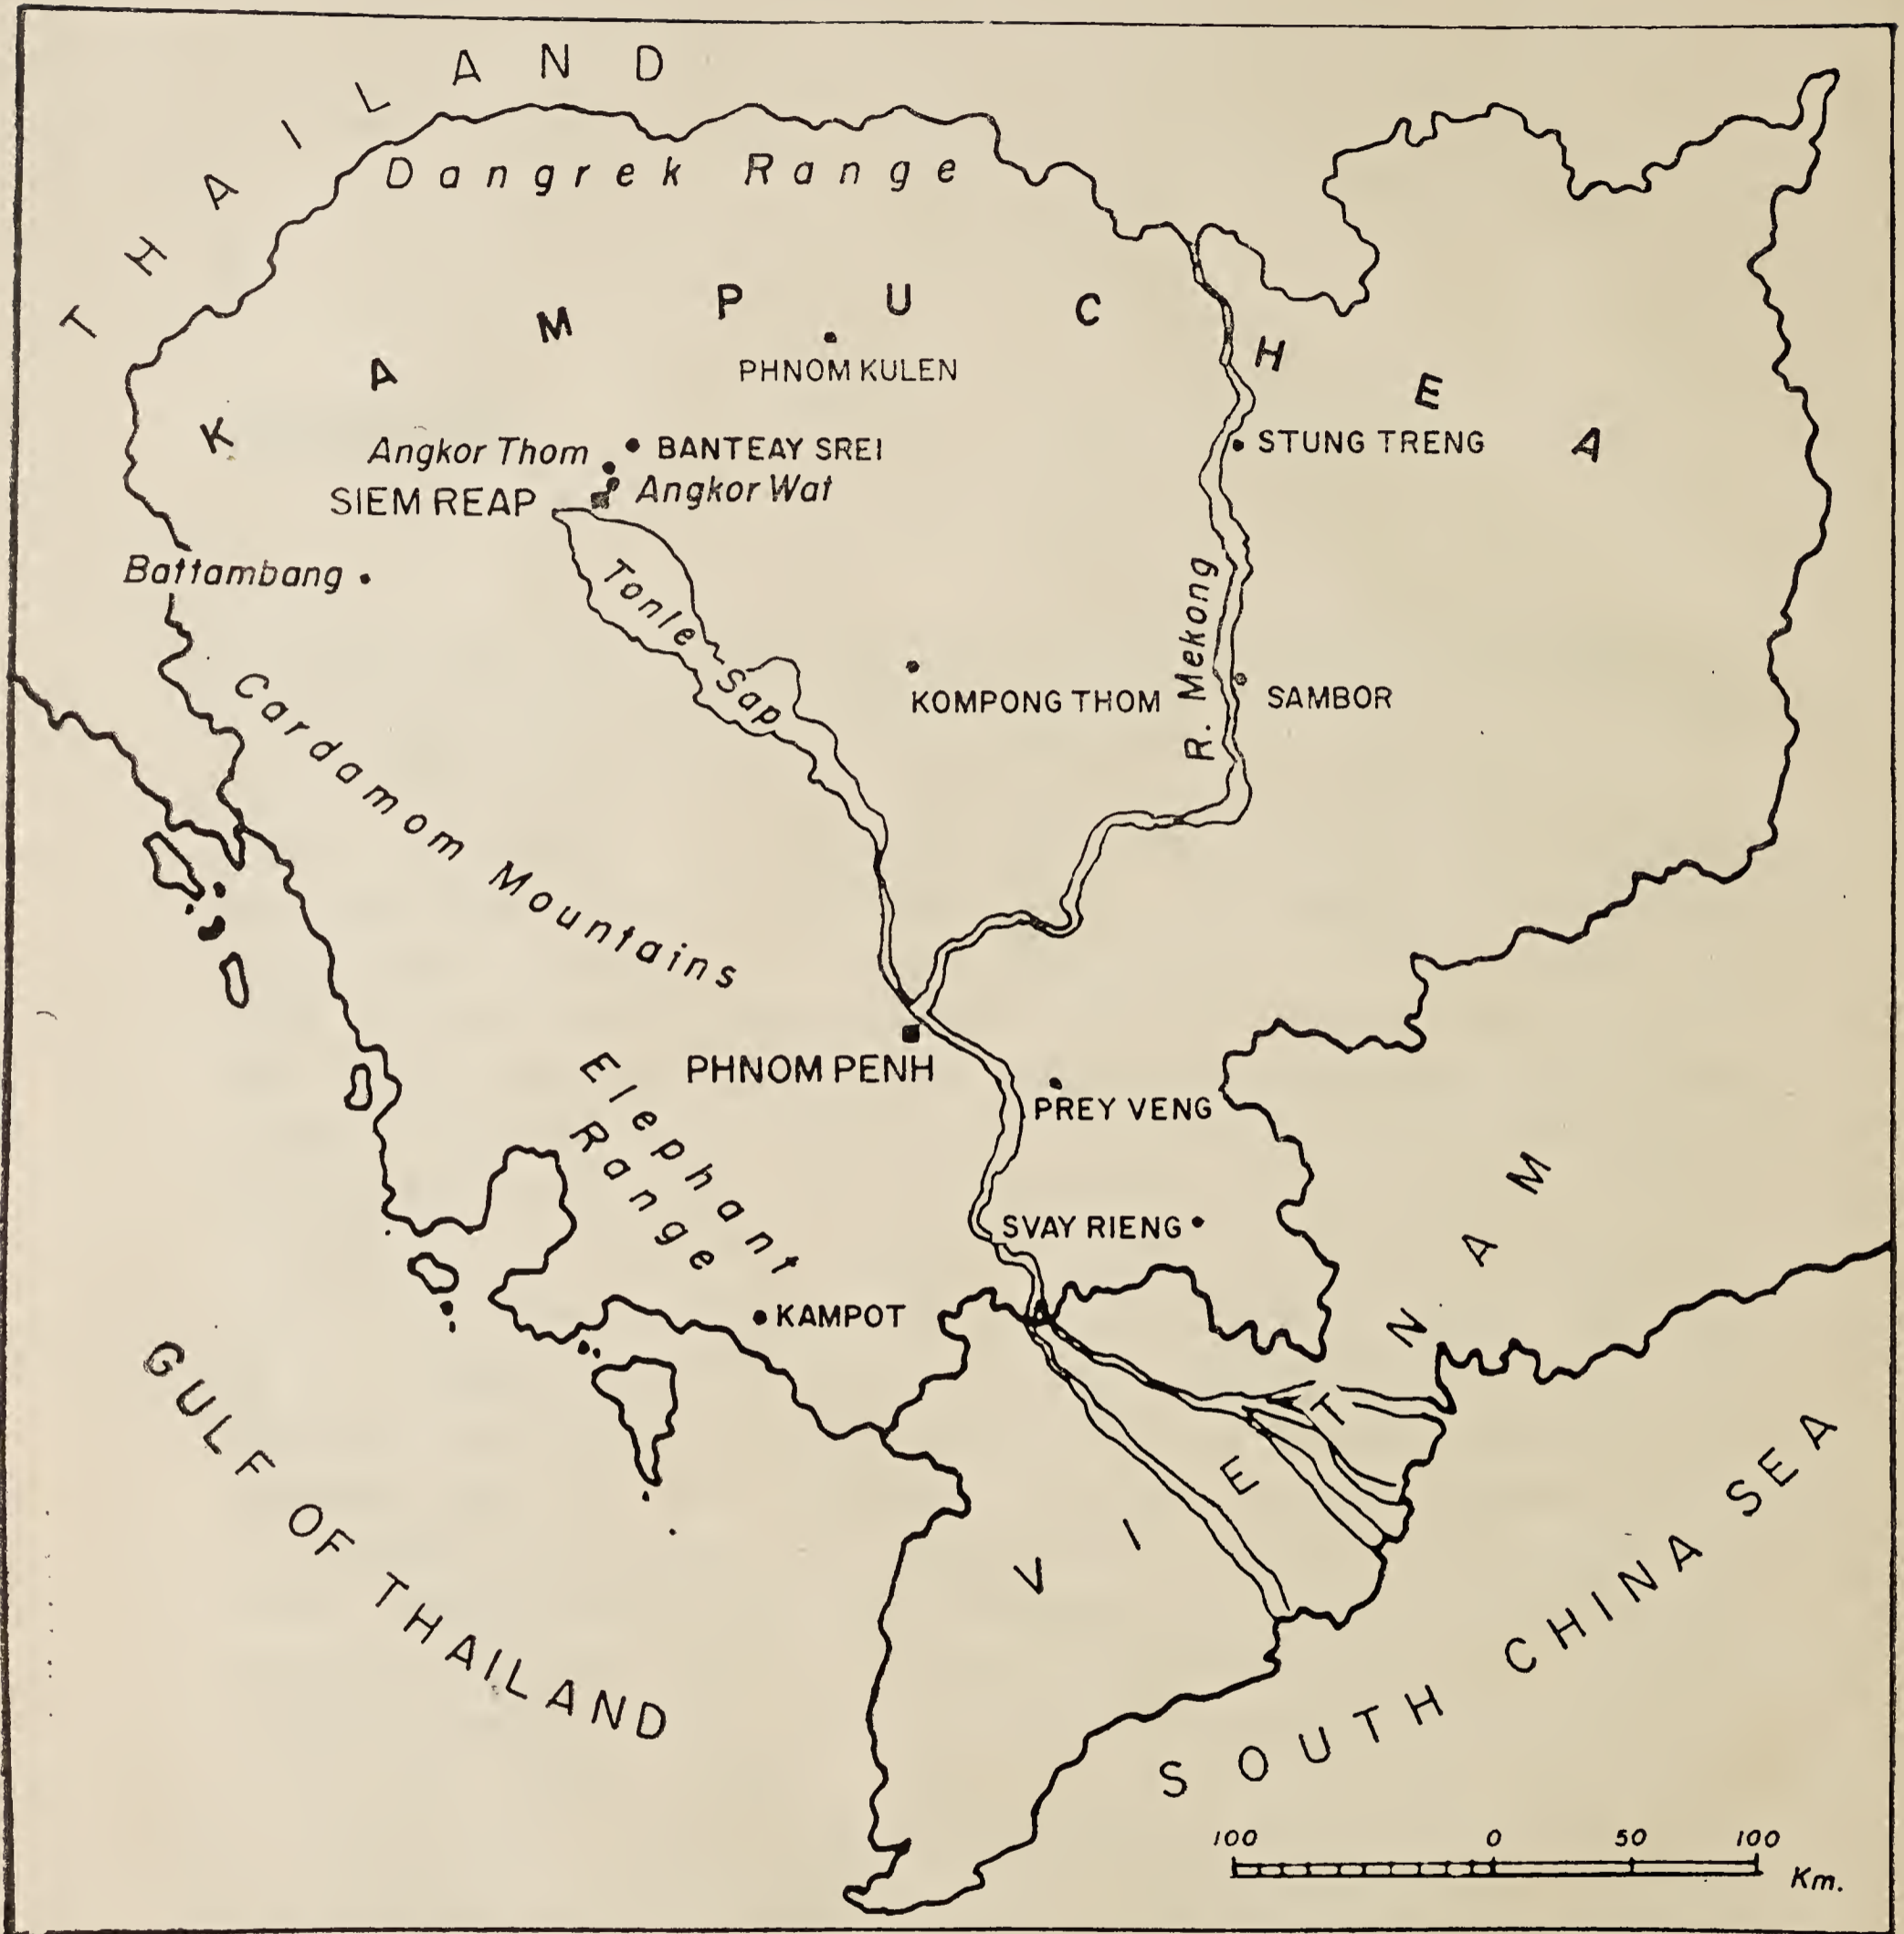 THAILAND
Dangrek Range
KAMPUCHEA
PHNOM KULEN
Angkor Thom
BANTEAY SREI
SIEM REAP
Angkor Wat
STUNG TRENG
Battambang
Tonle Sap
R. Mekong
KOMPONG THOM
SAMBOR
Cardamom Mountains
PHNOM PENH
PREY VENG
Elephant
Range
SVAY RIENG
KAMPOT
VIETNAM
GULF OF THAILAND
SOUTH CHINA SEA
100 0 50 100
Km.